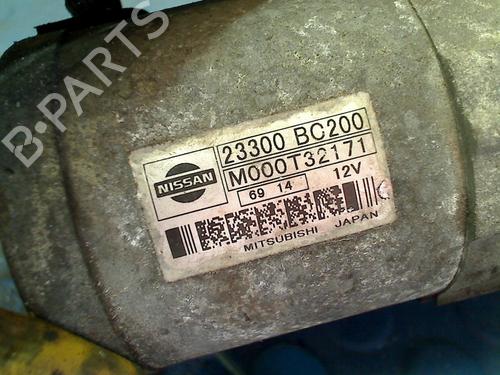 B-PARTS
NISSAN
23300 BC200
M000T32171
69 14 12V
MITSUBISHI JAPAN